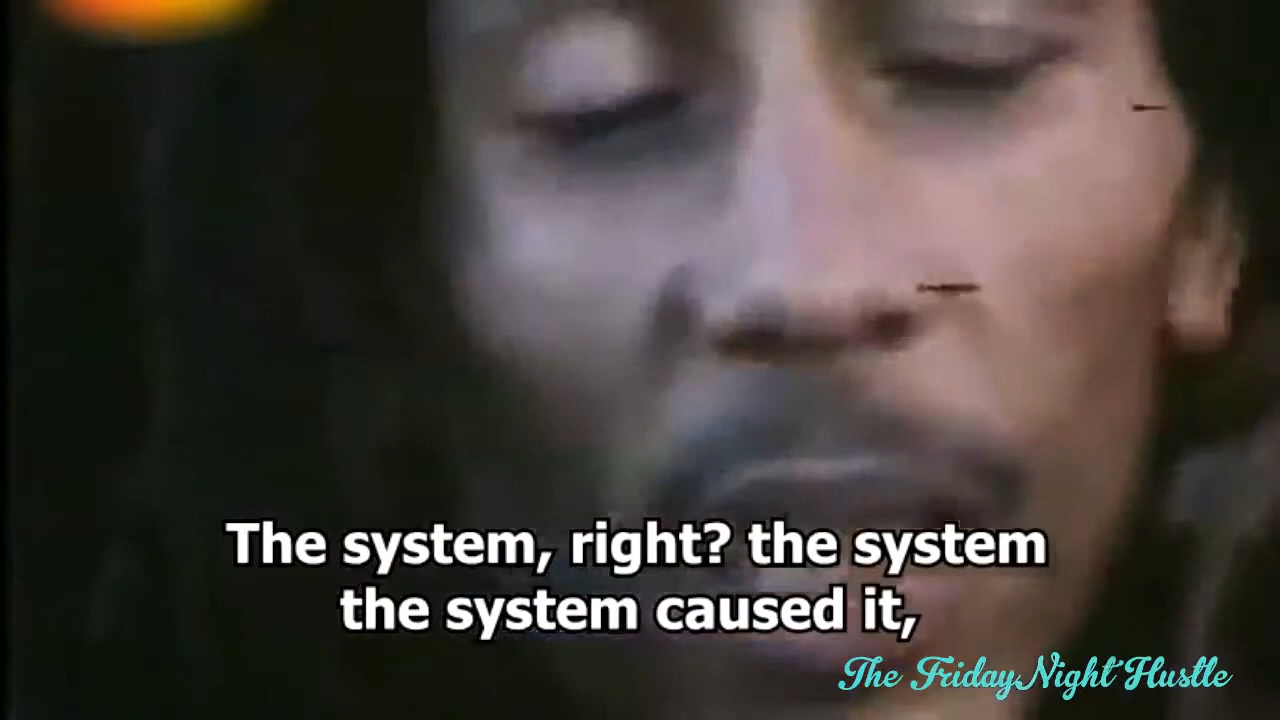 The system, right? the system
the system caused it,
The Friday Night Hustle